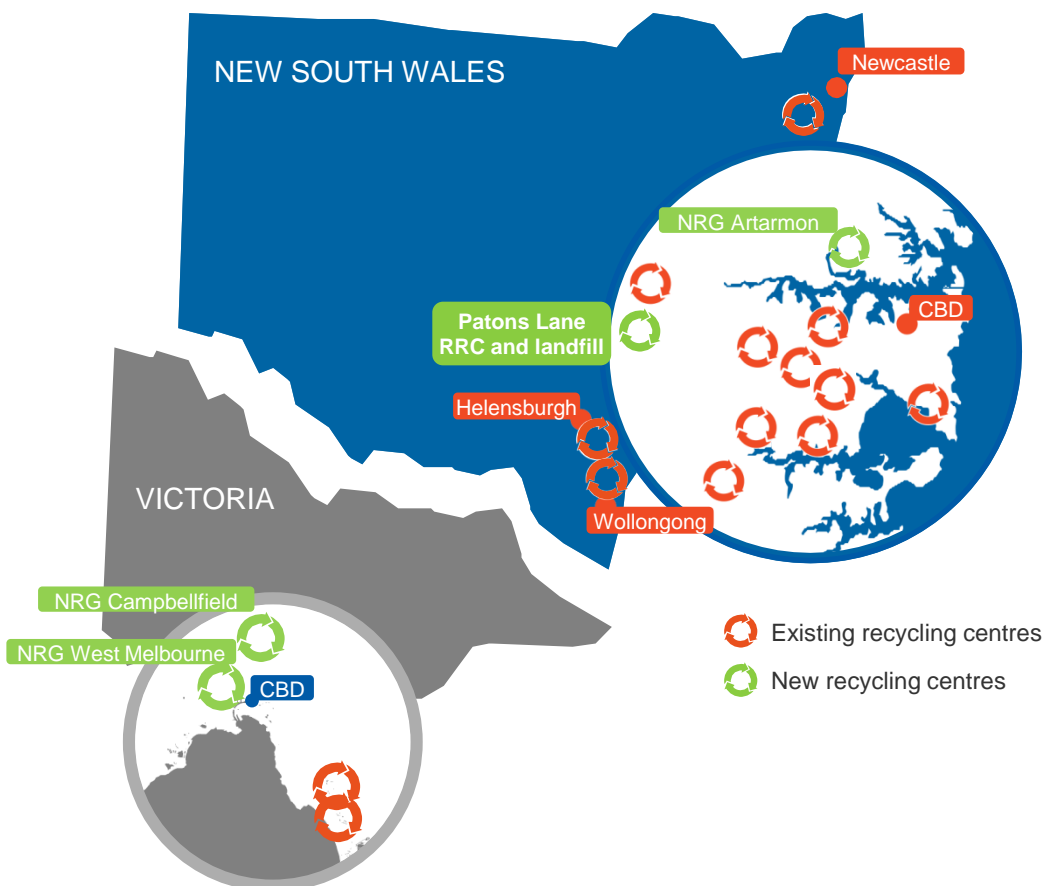 NEW SOUTH WALES
Newcastle
NRG Artarmon
CBD
Patons Lane
RRC and landfill
Helensburgh
Wollongong
VICTORIA
NRG Campbellfield
NRG West Melbourne
CBD
Existing recycling centres
New recycling centres